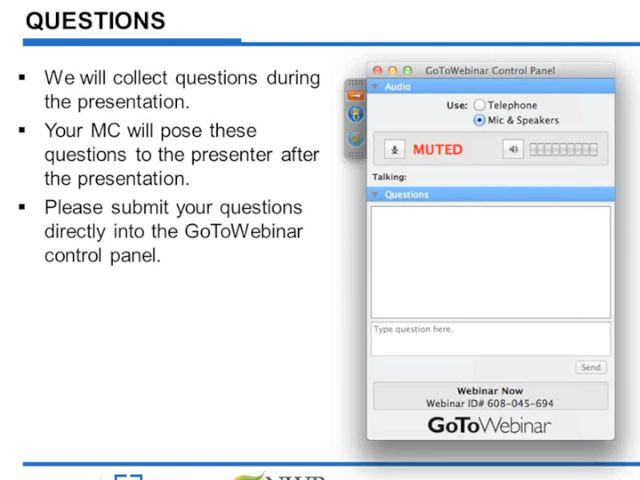 QUESTIONS
▪ We will collect questions during
the presentation.
▪ Your MC will pose these
questions to the presenter after
the presentation.
▪ Please submit your questions
directly into the GoToWebinar
control panel.
GoToWebinar Control Panel
Audio
Use: Telephone
Mic & Speakers
MUTED
Talking:
Questions
Type question here.
Send
Webinar Now
Webinar ID# 608-045-694
GoToWebinar